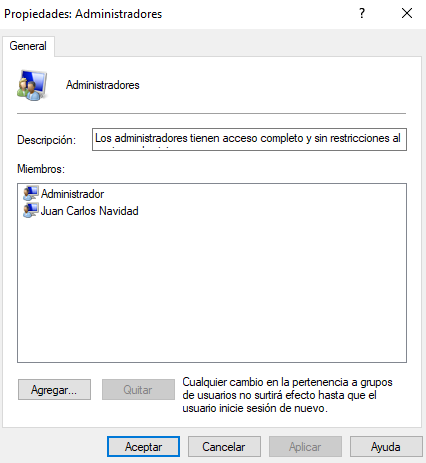 Propiedades: Administradores
General
Administradores
Descripción:
Los administradores tienen acceso completo y sin restricciones al
Miembros:
Administrador
Juan Carlos Navidad
Agregar...
Quitar
Cualquier cambio en la pertenencia a grupos
de usuarios no surtirá efecto hasta que el
usuario inicie sesión de nuevo.
Aceptar
Cancelar
Aplicar
Ayuda